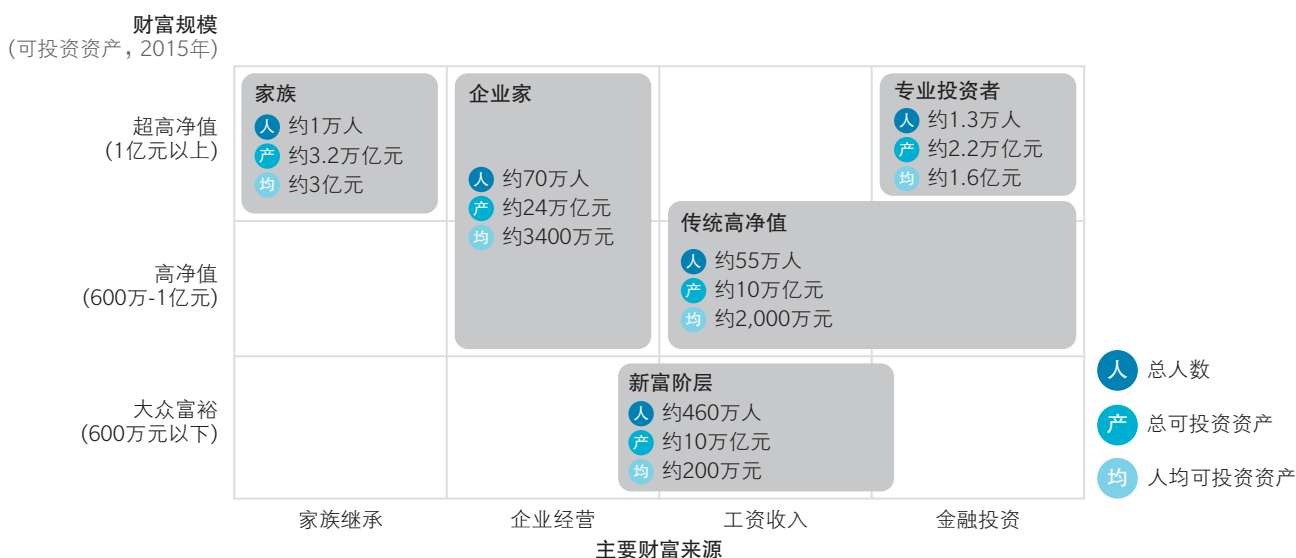 财富规模
(可投资资产，2015年)
超高净值
(1亿元以上)
家族
人 约1万人
产 约3.2万亿元
均 约3亿元
企业家
人 约70万人
产 约24万亿元
均 约3400万元
专业投资者
人 约1.3万人
产 约2.2万亿元
均 约1.6亿元
高净值
(600万-1亿元)
传统高净值
人 约55万人
产 约10万亿元
均 约2,000万元
大众富裕
(600万元以下)
新富阶层
人 约460万人
产 约10万亿元
均 约200万元
人 总人数
产 总可投资资产
均 人均可投资资产
家族继承 企业经营 工资收入 金融投资
主要财富来源